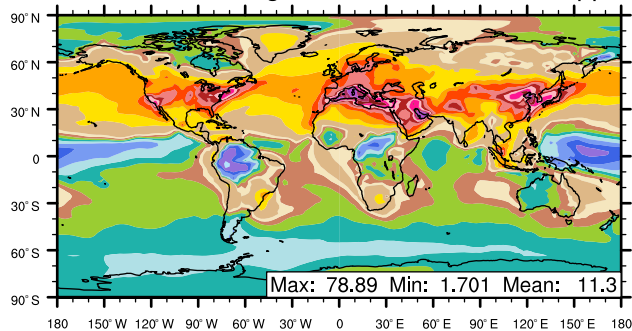 90° N
60° N
30° N
0
30° S
60° S
90° S
Max: 78.89 Min: 1.701 Mean: 11.3
180 150° W 120° W 90° W 60° W 30° W 0 30° E 60° E 90° E 120° E 150° E 180